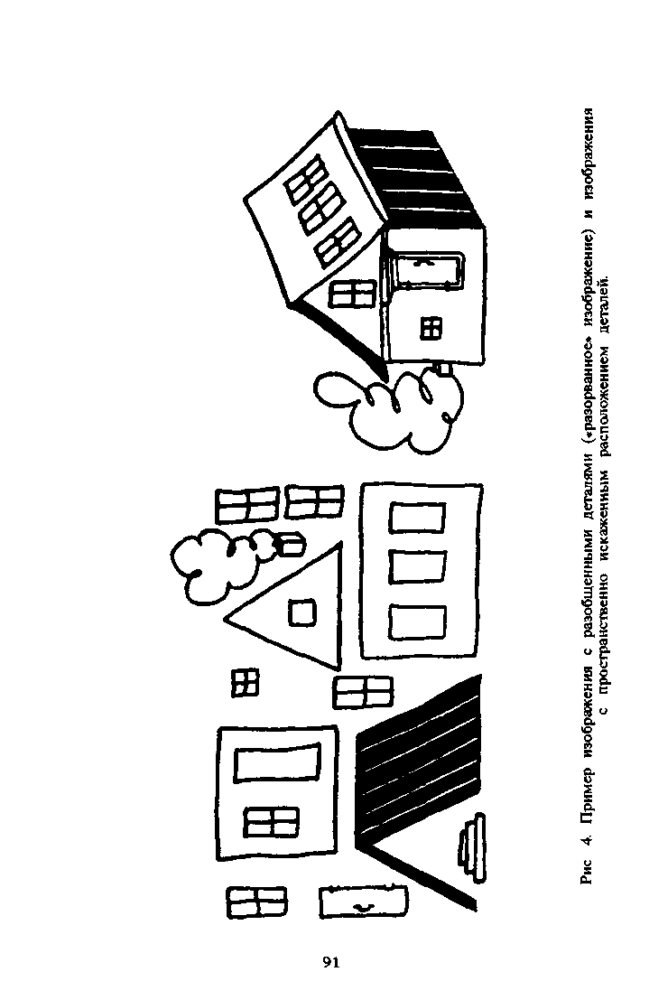 Рис 4. Пример изображения с разобщенными деталями («разорванное» изображение) и изображения
с пространственно искаженным расположением деталей.
91